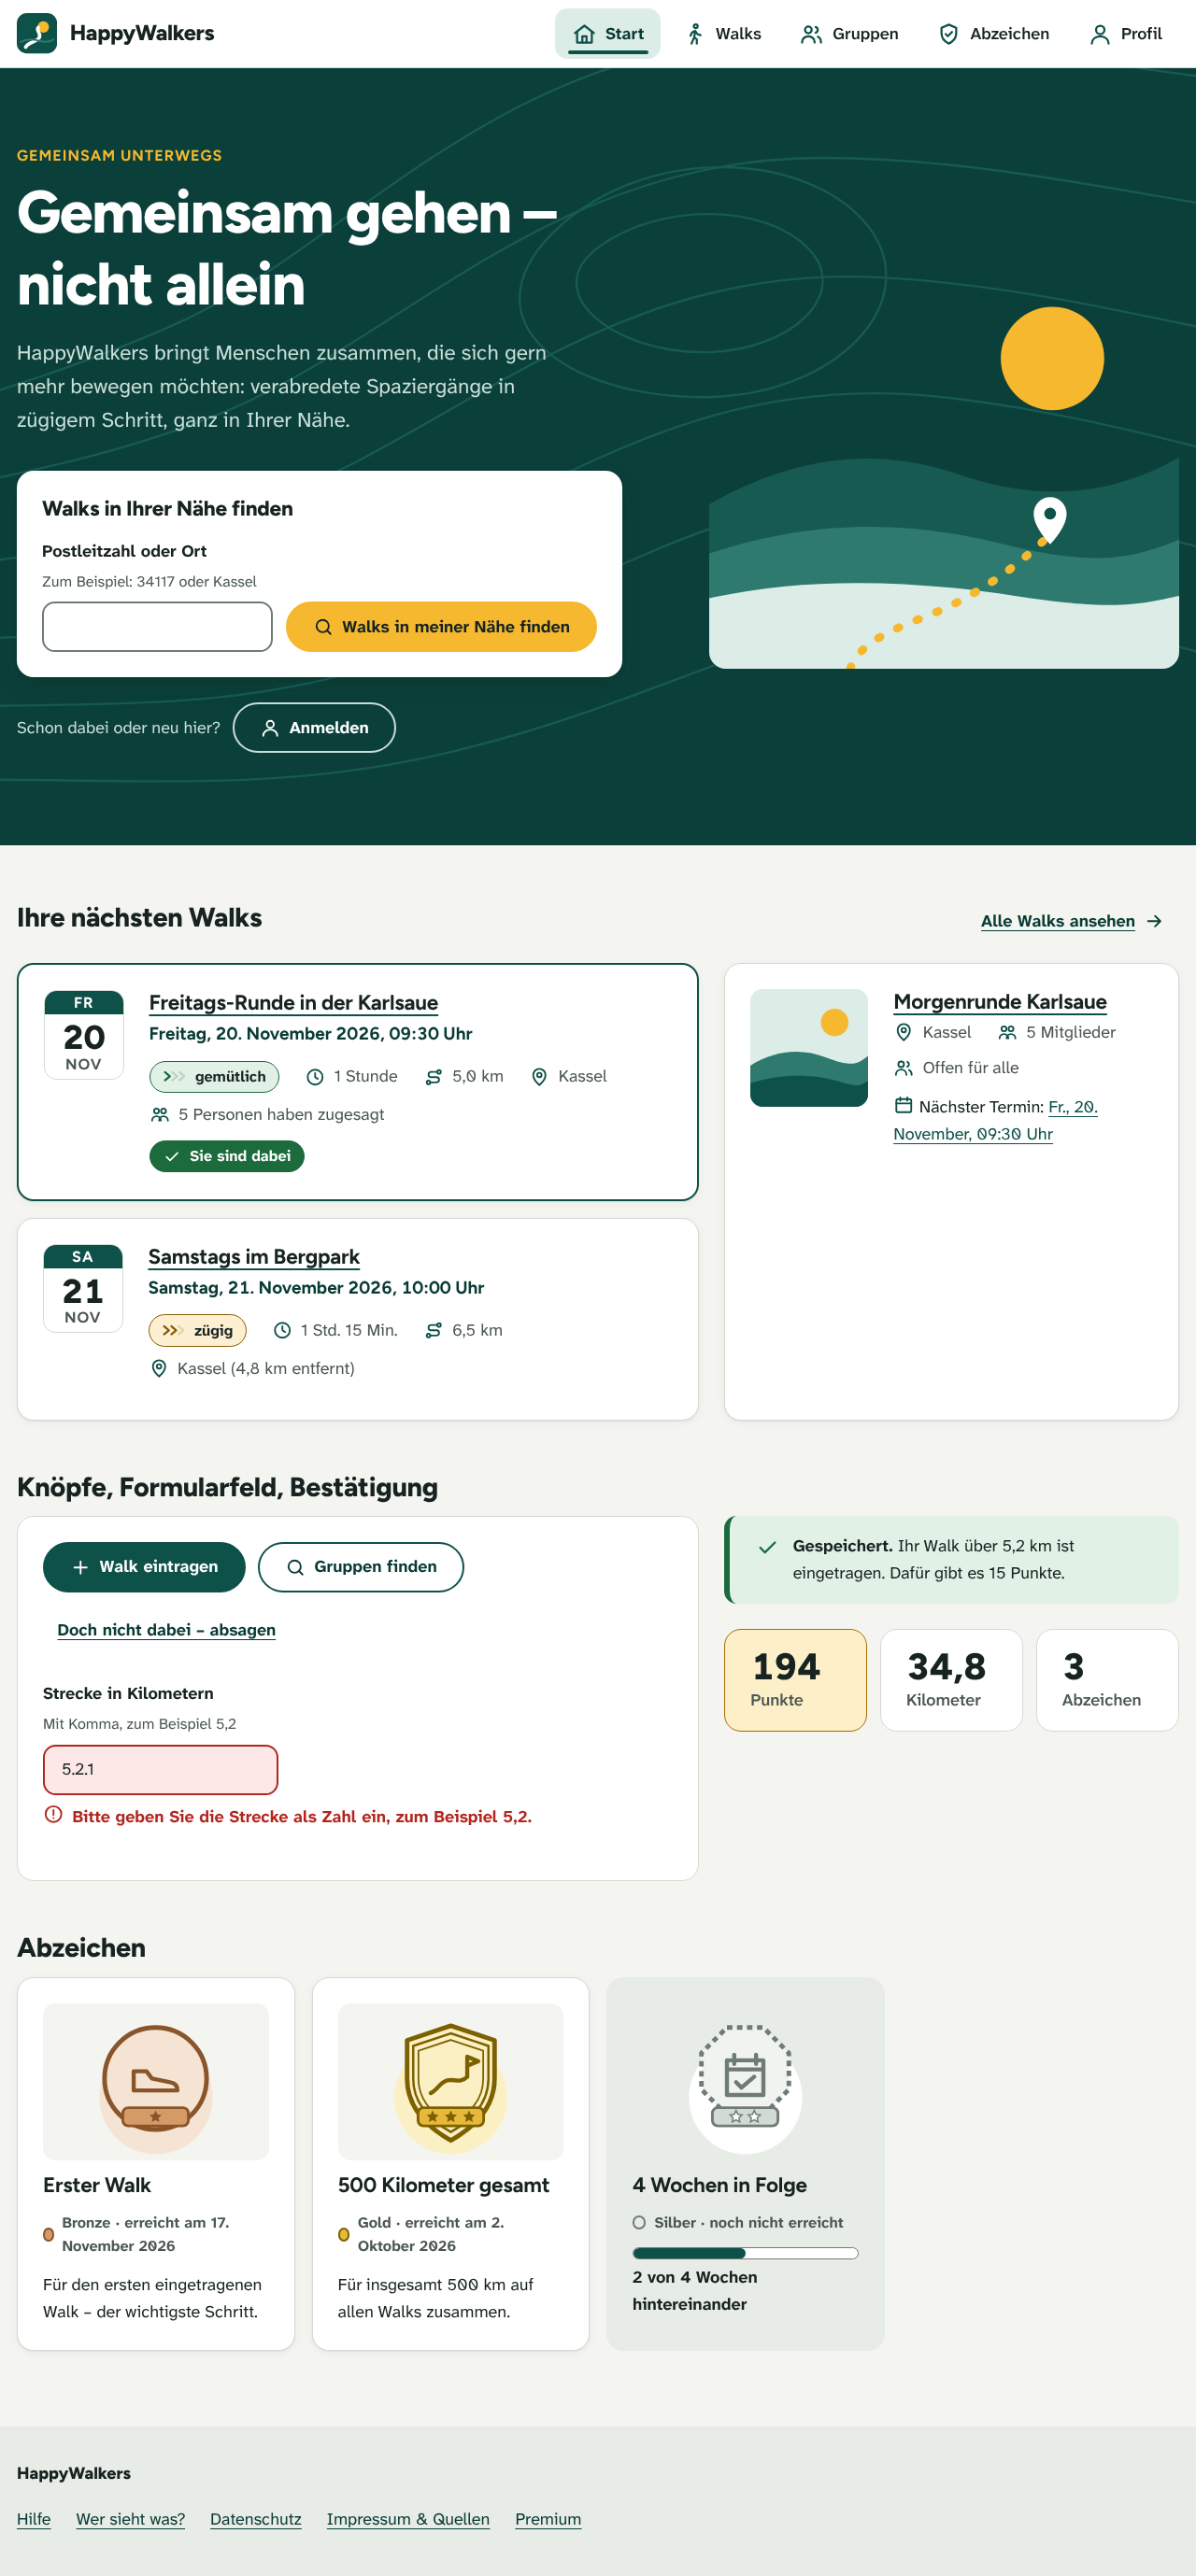 HappyWalkers
Start
Walks
Gruppen
Abzeichen
Profil
GEMEINSAM UNTERWEGS
Gemeinsam gehen –
nicht allein
HappyWalkers bringt Menschen zusammen, die sich gern
mehr bewegen möchten: verabredete Spaziergänge in
zügigem Schritt, ganz in Ihrer Nähe.
Walks in Ihrer Nähe finden
Postleitzahl oder Ort
Zum Beispiel: 34117 oder Kassel
Walks in meiner Nähe finden
Schon dabei oder neu hier?
Anmelden
Ihre nächsten Walks
Alle Walks ansehen
FR
20
NOV
Freitags-Runde in der Karlsaue
Freitag, 20. November 2026, 09:30 Uhr
gemütlich
1 Stunde
5,0 km
Kassel
5 Personen haben zugesagt
Sie sind dabei
Morgenrunde Karlsaue
Kassel
5 Mitglieder
Offen für alle
Nächster Termin: Fr., 20.
November, 09:30 Uhr
SA
21
NOV
Samstags im Bergpark
Samstag, 21. November 2026, 10:00 Uhr
zügig
1 Std. 15 Min.
6,5 km
Kassel (4,8 km entfernt)
Knöpfe, Formularfeld, Bestätigung
Walk eintragen
Gruppen finden
Doch nicht dabei – absagen
Strecke in Kilometern
Mit Komma, zum Beispiel 5,2
5.2.1
Bitte geben Sie die Strecke als Zahl ein, zum Beispiel 5,2.
Gespeichert. Ihr Walk über 5,2 km ist
eingetragen. Dafür gibt es 15 Punkte.
194
Punkte
34,8
Kilometer
3
Abzeichen
Abzeichen
Erster Walk
Bronze · erreicht am 17.
November 2026
Für den ersten eingetragenen
Walk – der wichtigste Schritt.
500 Kilometer gesamt
Gold · erreicht am 2.
Oktober 2026
Für insgesamt 500 km auf
allen Walks zusammen.
4 Wochen in Folge
Silber · noch nicht erreicht
2 von 4 Wochen
hintereinander
HappyWalkers
Hilfe
Wer sieht was?
Datenschutz
Impressum & Quellen
Premium